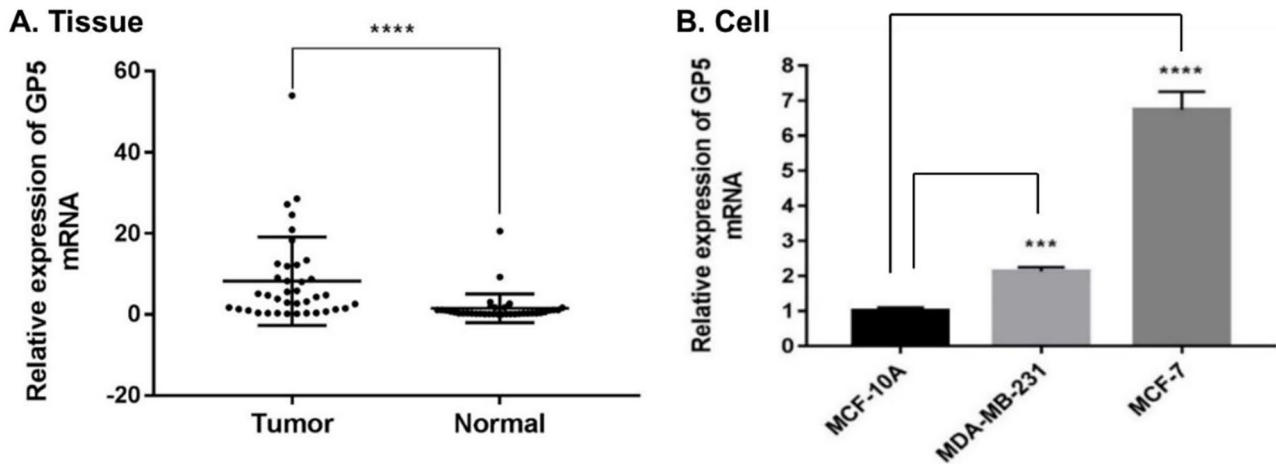 A. Tissue
Relative expression of GP5
mRNA
60
40
20
0
-20
****
Tumor
Normal
B. Cell
Relative expression of GP5
mRNA
8
7
6
5
4
3
2
1
0
***
****
MCF-10A
MDA-MB-231
MCF-7